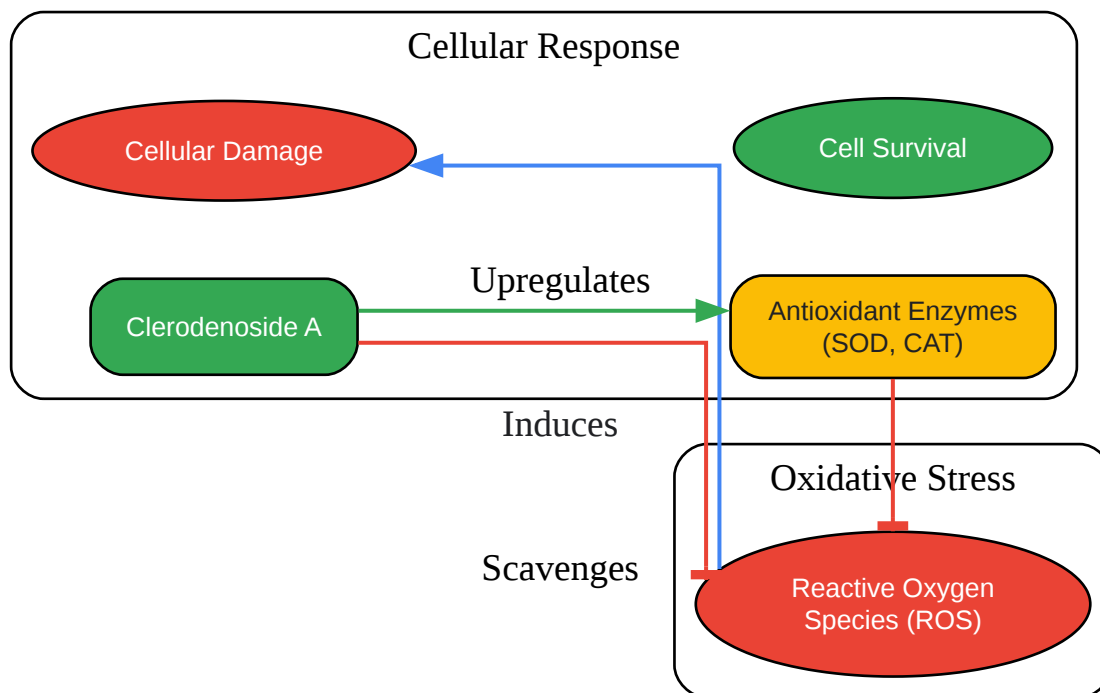 Cellular Response
Cellular Damage
Cell Survival
Upregulates
Clerodenoside A
Antioxidant Enzymes
(SOD, CAT)
Induces
Oxidative Stress
Scavenges
Reactive Oxygen
Species (ROS)